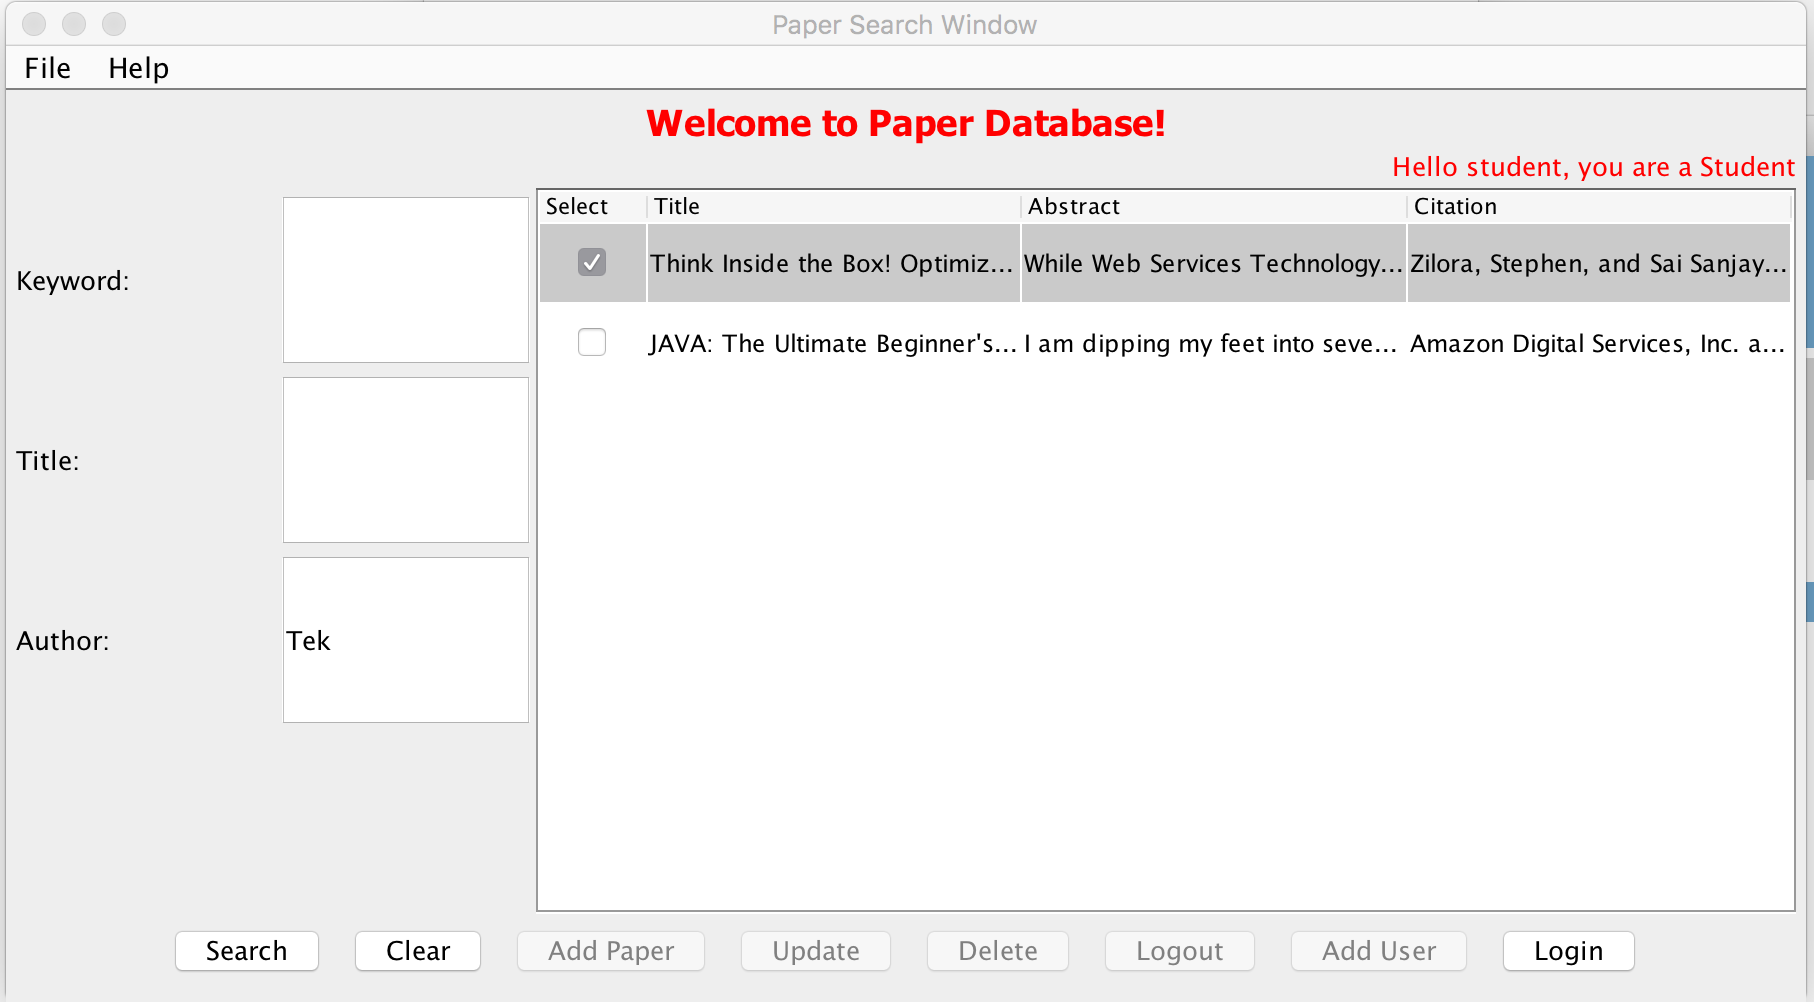 Paper Search Window
File Help
Welcome to Paper Database!
Hello student, you are a Student
Select Title Abstract Citation
Think Inside the Box! Optimiz... While Web Services Technology... Zilora, Stephen, and Sai Sanjay...
JAVA: The Ultimate Beginner's... I am dipping my feet into seve... Amazon Digital Services, Inc. a...
Keyword:
Title:
Author: Tek
Search Clear Add Paper Update Delete Logout Add User Login